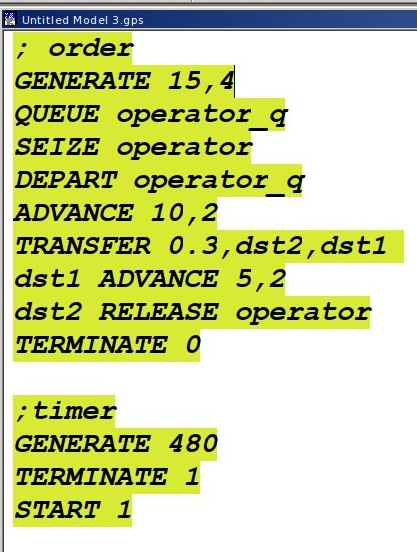 Untitled Model 3.gps
; order
GENERATE 15,4
QUEUE operator_q
SEIZE operator
DEPART operator_q
ADVANCE 10,2
TRANSFER 0.3,dst2,dst1
dst1 ADVANCE 5,2
dst2 RELEASE operator
TERMINATE 0
;timer
GENERATE 480
TERMINATE 1
START 1